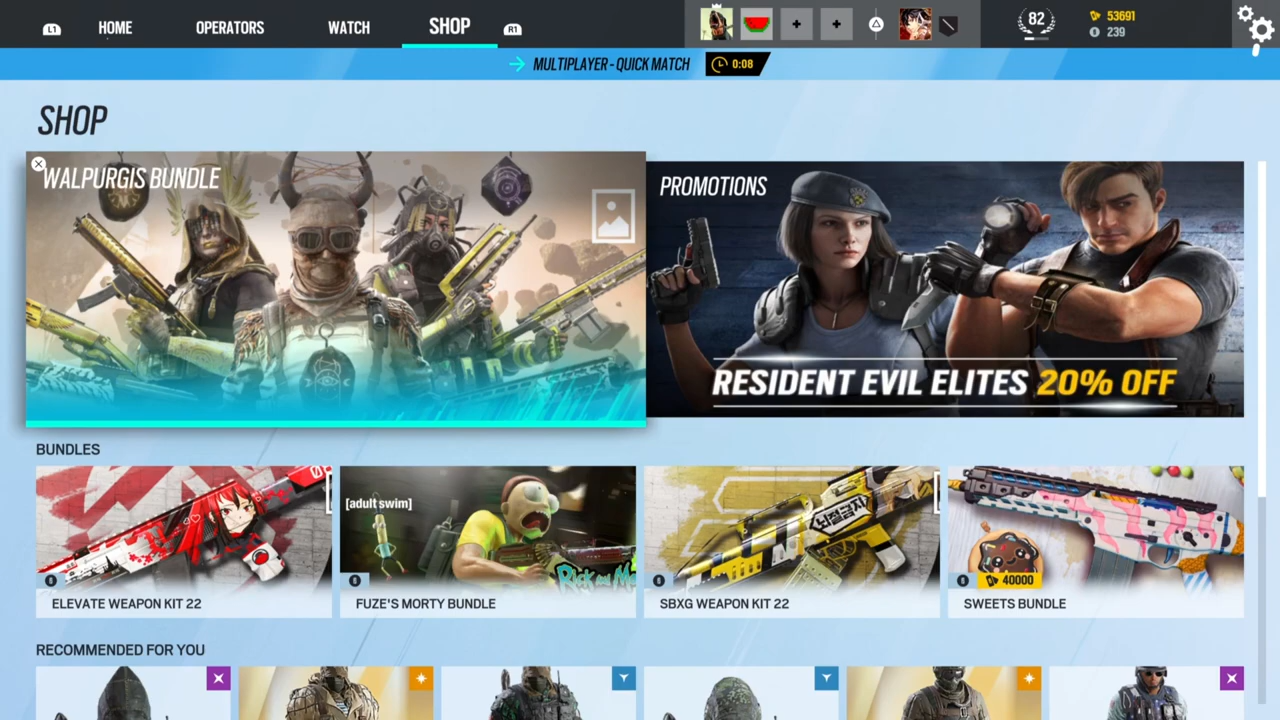 L1
HOME
OPERATORS
WATCH
SHOP
R1
82
53691
239
MULTIPLAYER - QUICK MATCH
0:08
SHOP
WALPURGIS BUNDLE
PROMOTIONS
RESIDENT EVIL ELITES 20% OFF
BUNDLES
[adult swim]
40000
ELEVATE WEAPON KIT 22
FUZE'S MORTY BUNDLE
SBXG WEAPON KIT 22
SWEETS BUNDLE
RECOMMENDED FOR YOU